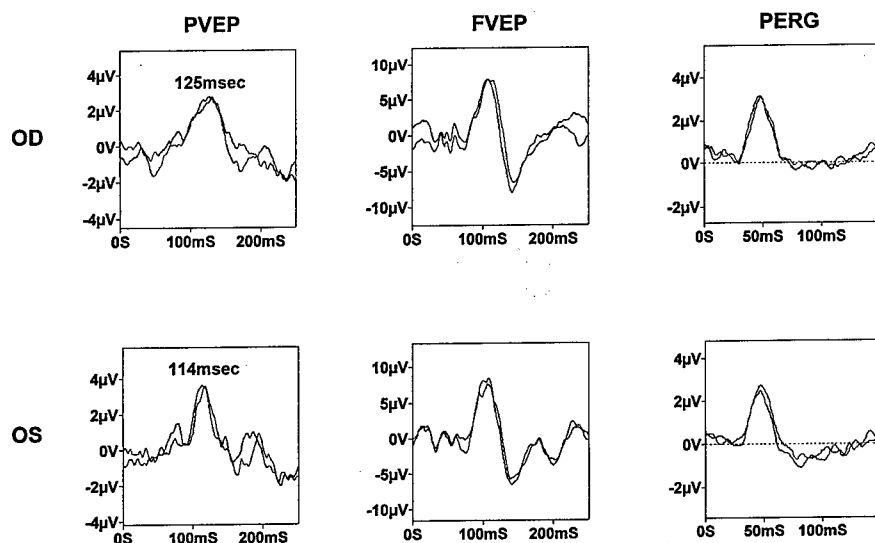 PVEP FVEP PERG
OD
4µV
2µV
0V
-2µV
-4µV
125msec
0S 100mS 200mS
10µV
5µV
0V
-5µV
-10µV
0S 100mS 200mS
4µV
2µV
0V
-2µV
0S 50mS 100mS
OS
4µV
2µV
0V
-2µV
-4µV
114msec
0S 100mS 200mS
10µV
5µV
0V
-5µV
-10µV
0S 100mS 200mS
4µV
2µV
0V
-2µV
0S 50mS 100mS